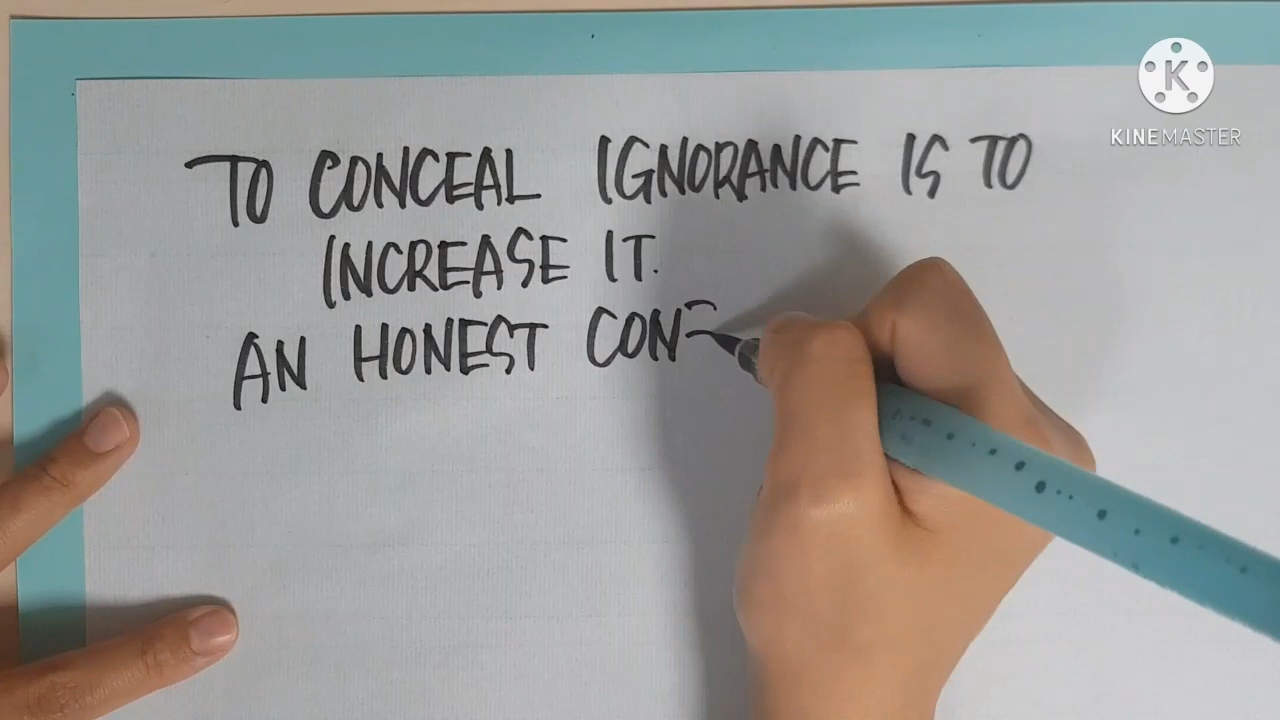 TO CONCEAL IGNORANCE IS TO
INCREASE IT.
AN HONEST CON
KINEMASTER